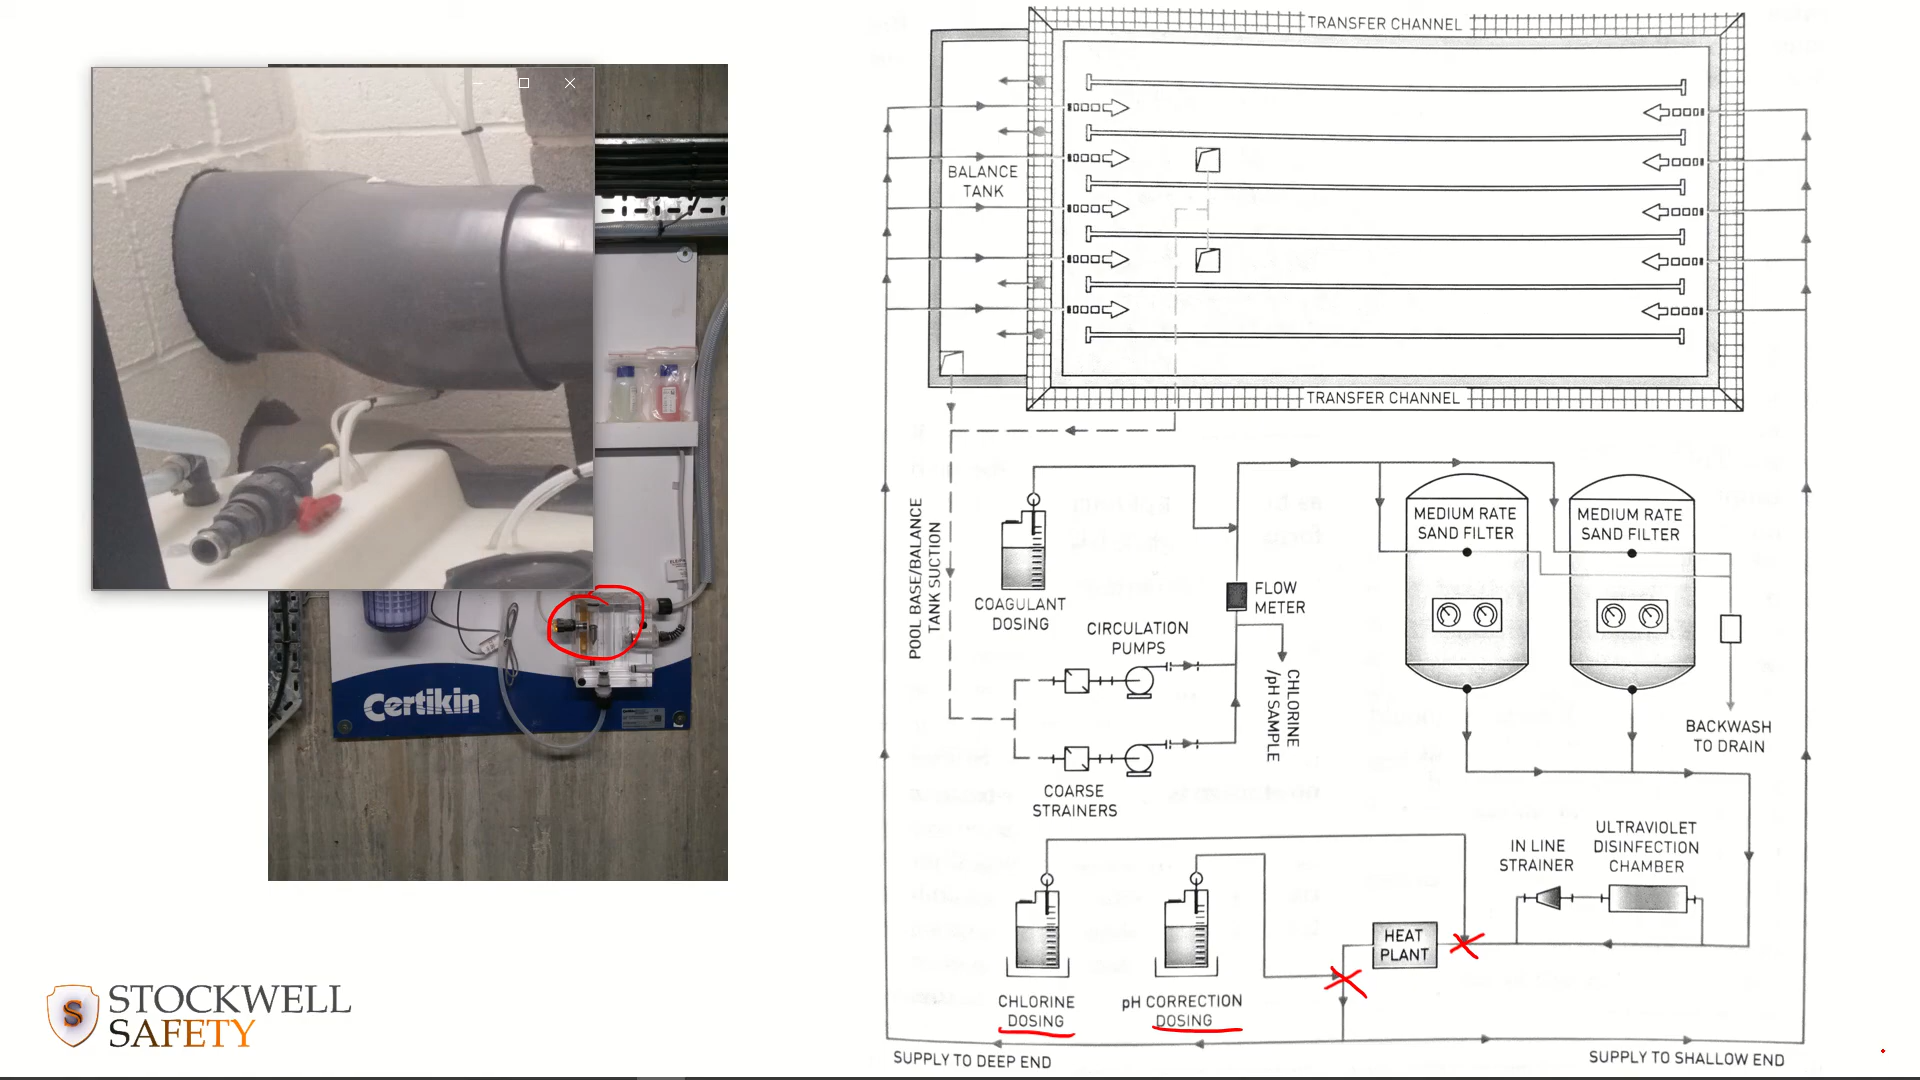 TRANSFER CHANNEL
BALANCE
TANK
TRANSFER CHANNEL
POOL BASE/BALANCE
TANK SUCTION
COAGULANT
DOSING
CIRCULATION
PUMPS
FLOW
METER
CHLORINE
/pH SAMPLE
COARSE
STRAINERS
MEDIUM RATE
SAND FILTER
MEDIUM RATE
SAND FILTER
BACKWASH
TO DRAIN
IN LINE
STRAINER
ULTRAVIOLET
DISINFECTION
CHAMBER
HEAT
PLANT
CHLORINE
DOSING
pH CORRECTION
DOSING
SUPPLY TO DEEP END
SUPPLY TO SHALLOW END
Certikin
S
STOCKWELL
SAFETY